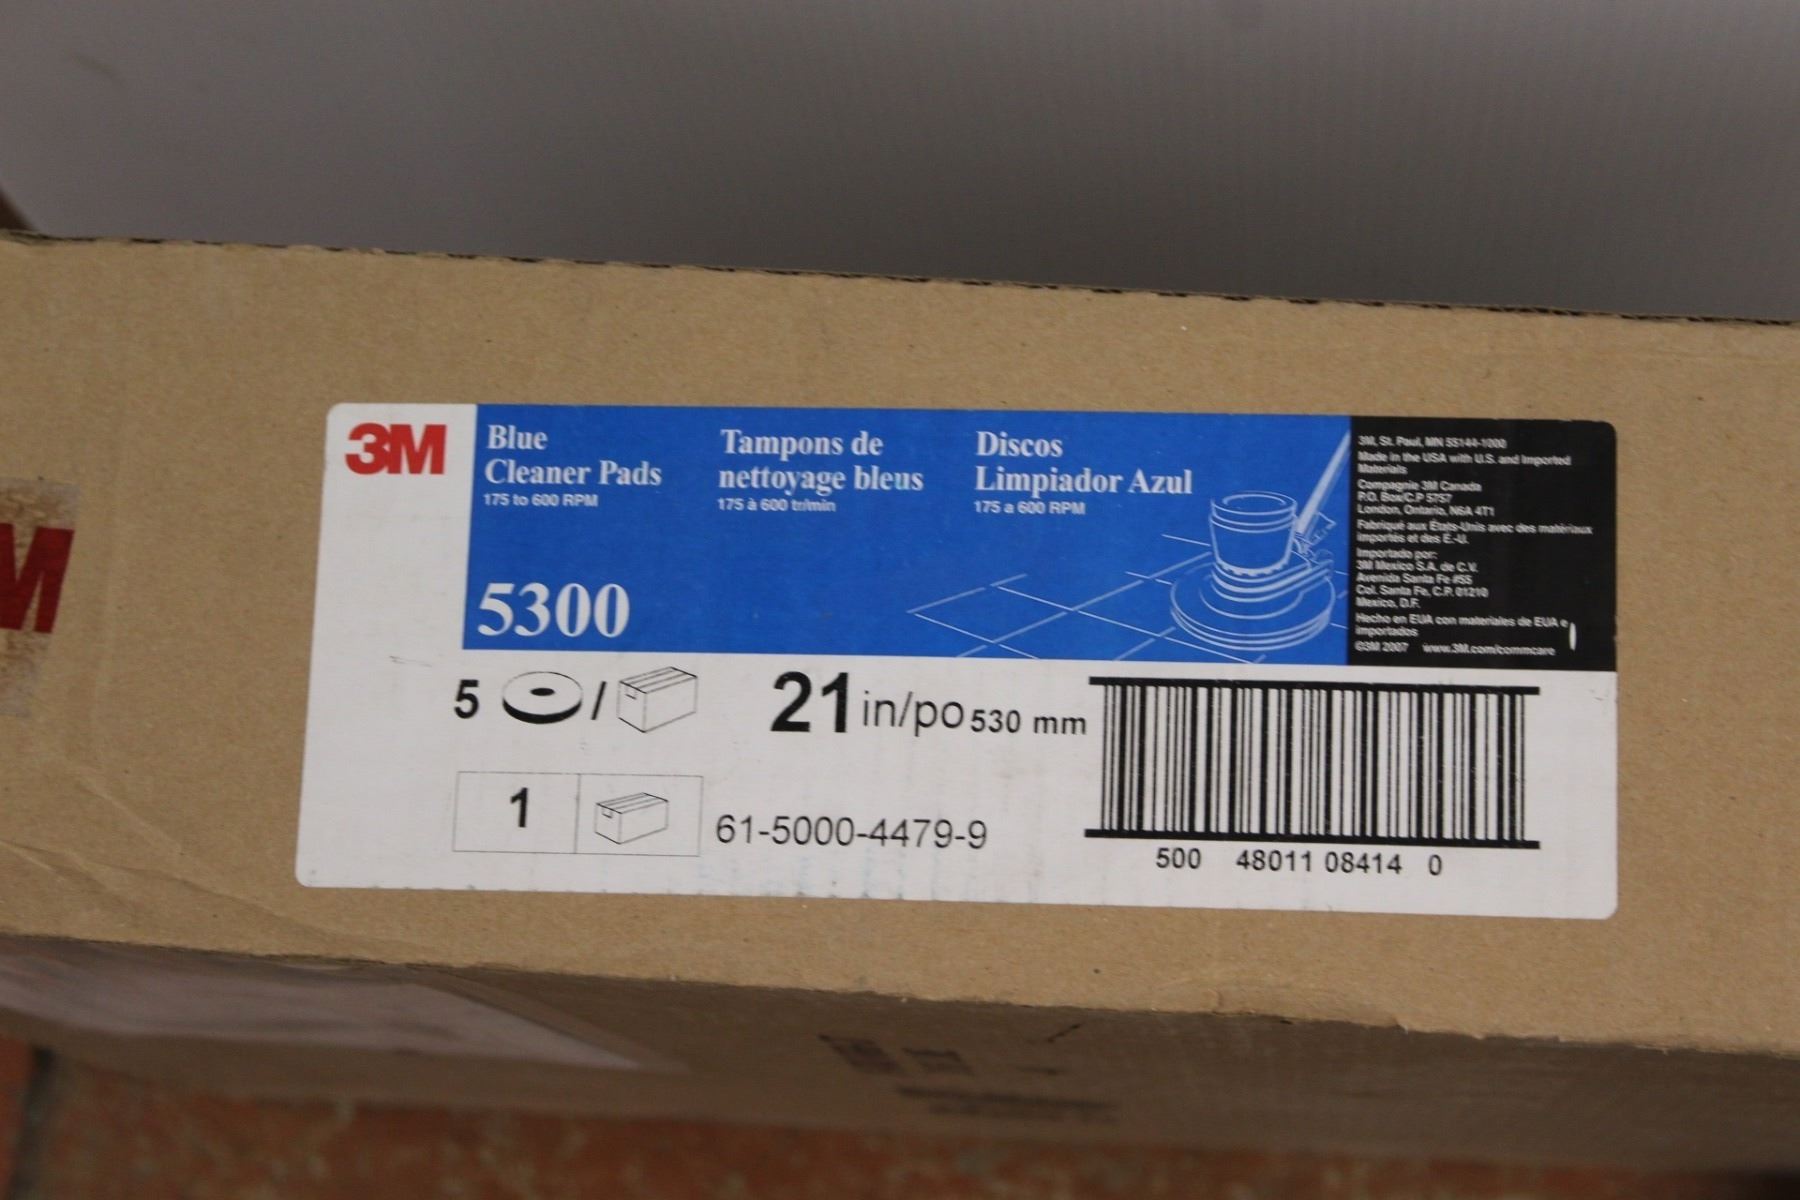 3M
Blue
Cleaner Pads
175 to 600 RPM
Tampons de
nettoyage bleus
175 à 600 tr/min
Discos
Limpiador Azul
175 a 600 RPM
5300
3M, St. Paul, MN 55144-1000
Made in the USA with U.S. and Imported
Materials
Compagnie 3M Canada
P.O. Box/C.P 5757
London, Ontario, N6A 4T1
Fabriqué aux États-Unis avec des matériaux
importés et des É.-U.
Importado por:
3M Mexico S.A. de C.V.
Avenida Santa Fe #55
Col. Santa Fe, C.P. 01210
Mexico, D.F.
Hecho en EUA con materiales de EUA e
importados
©3M 2007 www.3M.com/commcare
M
5 / 21 in/po 530 mm
1 61-5000-4479-9
500 48011 08414 0